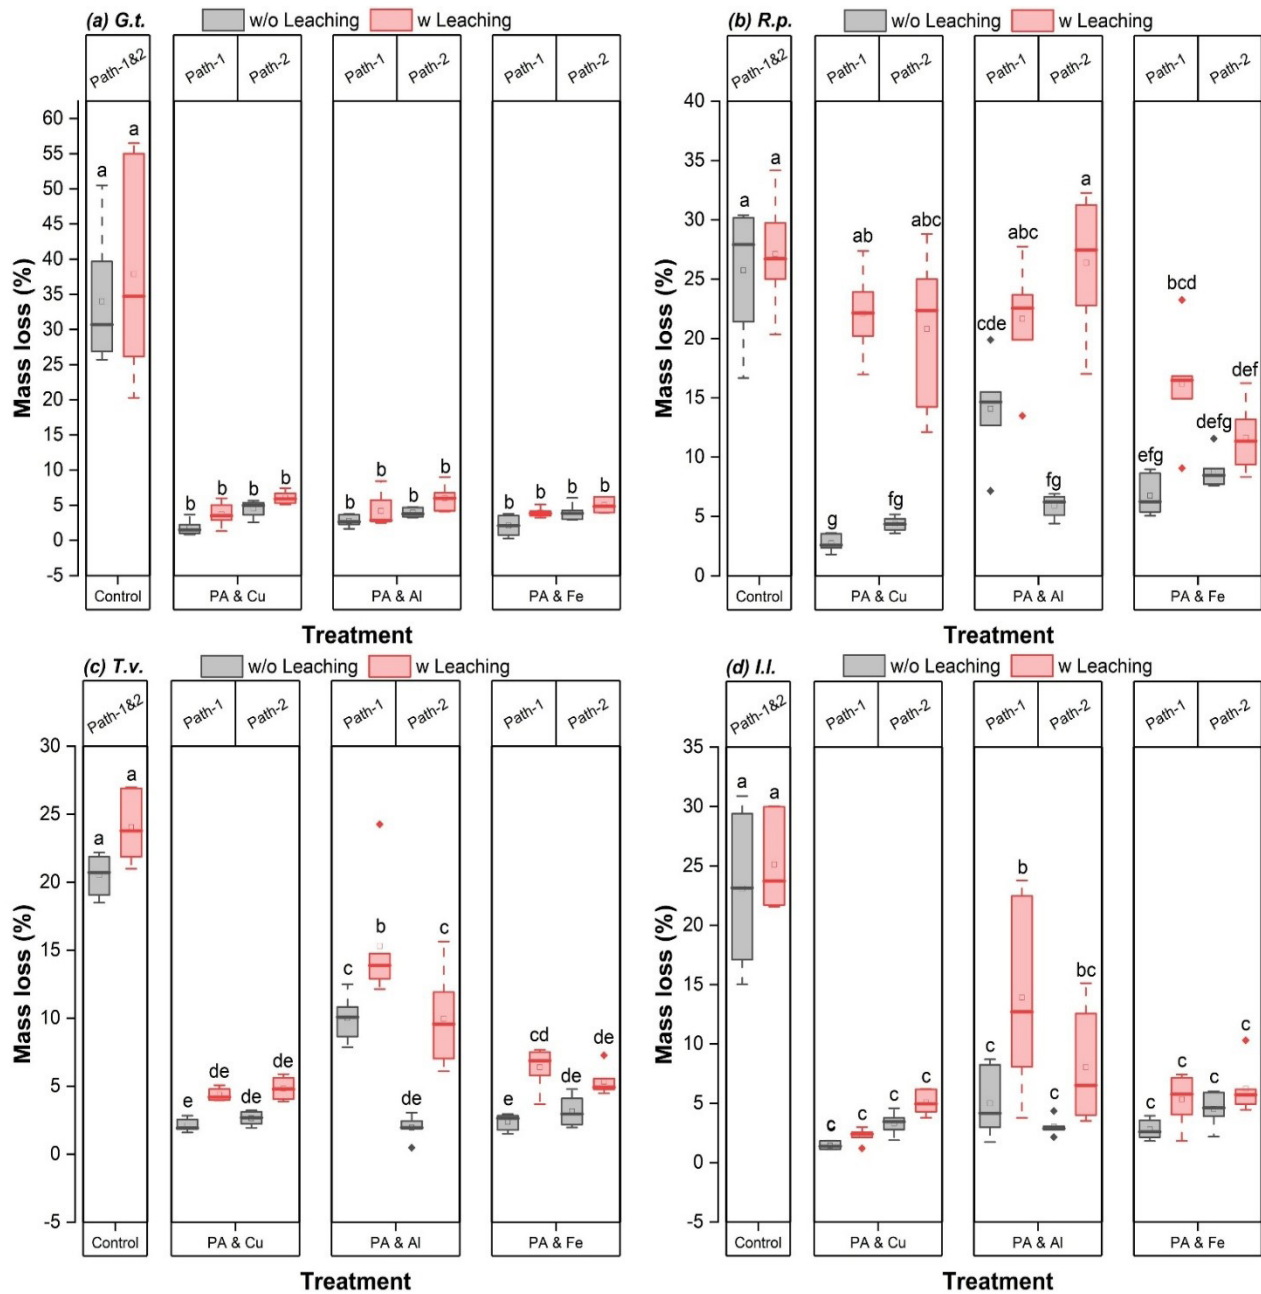 (a) G.t.
w/o Leaching
w Leaching
Path-1&2
Path-1
Path-2
Path-1
Path-2
Path-1
Path-2
Mass loss (%)
60
55
50
45
40
35
30
25
20
15
10
5
0
-5
a
a
b
b
b
b
b
b
b
b
b
b
b
b
Control
PA & Cu
PA & Al
PA & Fe
Treatment
(b) R.p.
w/o Leaching
w Leaching
Path-1&2
Path-1
Path-2
Path-1
Path-2
Path-1
Path-2
Mass loss (%)
40
35
30
25
20
15
10
5
0
a
a
g
ab
fg
abc
cde
abc
fg
a
efg
bcd
defg
def
Control
PA & Cu
PA & Al
PA & Fe
Treatment
(c) T.v.
w/o Leaching
w Leaching
Path-1&2
Path-1
Path-2
Path-1
Path-2
Path-1
Path-2
Mass loss (%)
30
25
20
15
10
5
0
-5
a
a
e
de
de
de
c
b
de
c
e
cd
de
de
Control
PA & Cu
PA & Al
PA & Fe
Treatment
(d) I.l.
w/o Leaching
w Leaching
Path-1&2
Path-1
Path-2
Path-1
Path-2
Path-1
Path-2
Mass loss (%)
35
30
25
20
15
10
5
0
-5
a
a
c
c
c
c
c
b
c
bc
c
c
c
c
Control
PA & Cu
PA & Al
PA & Fe
Treatment